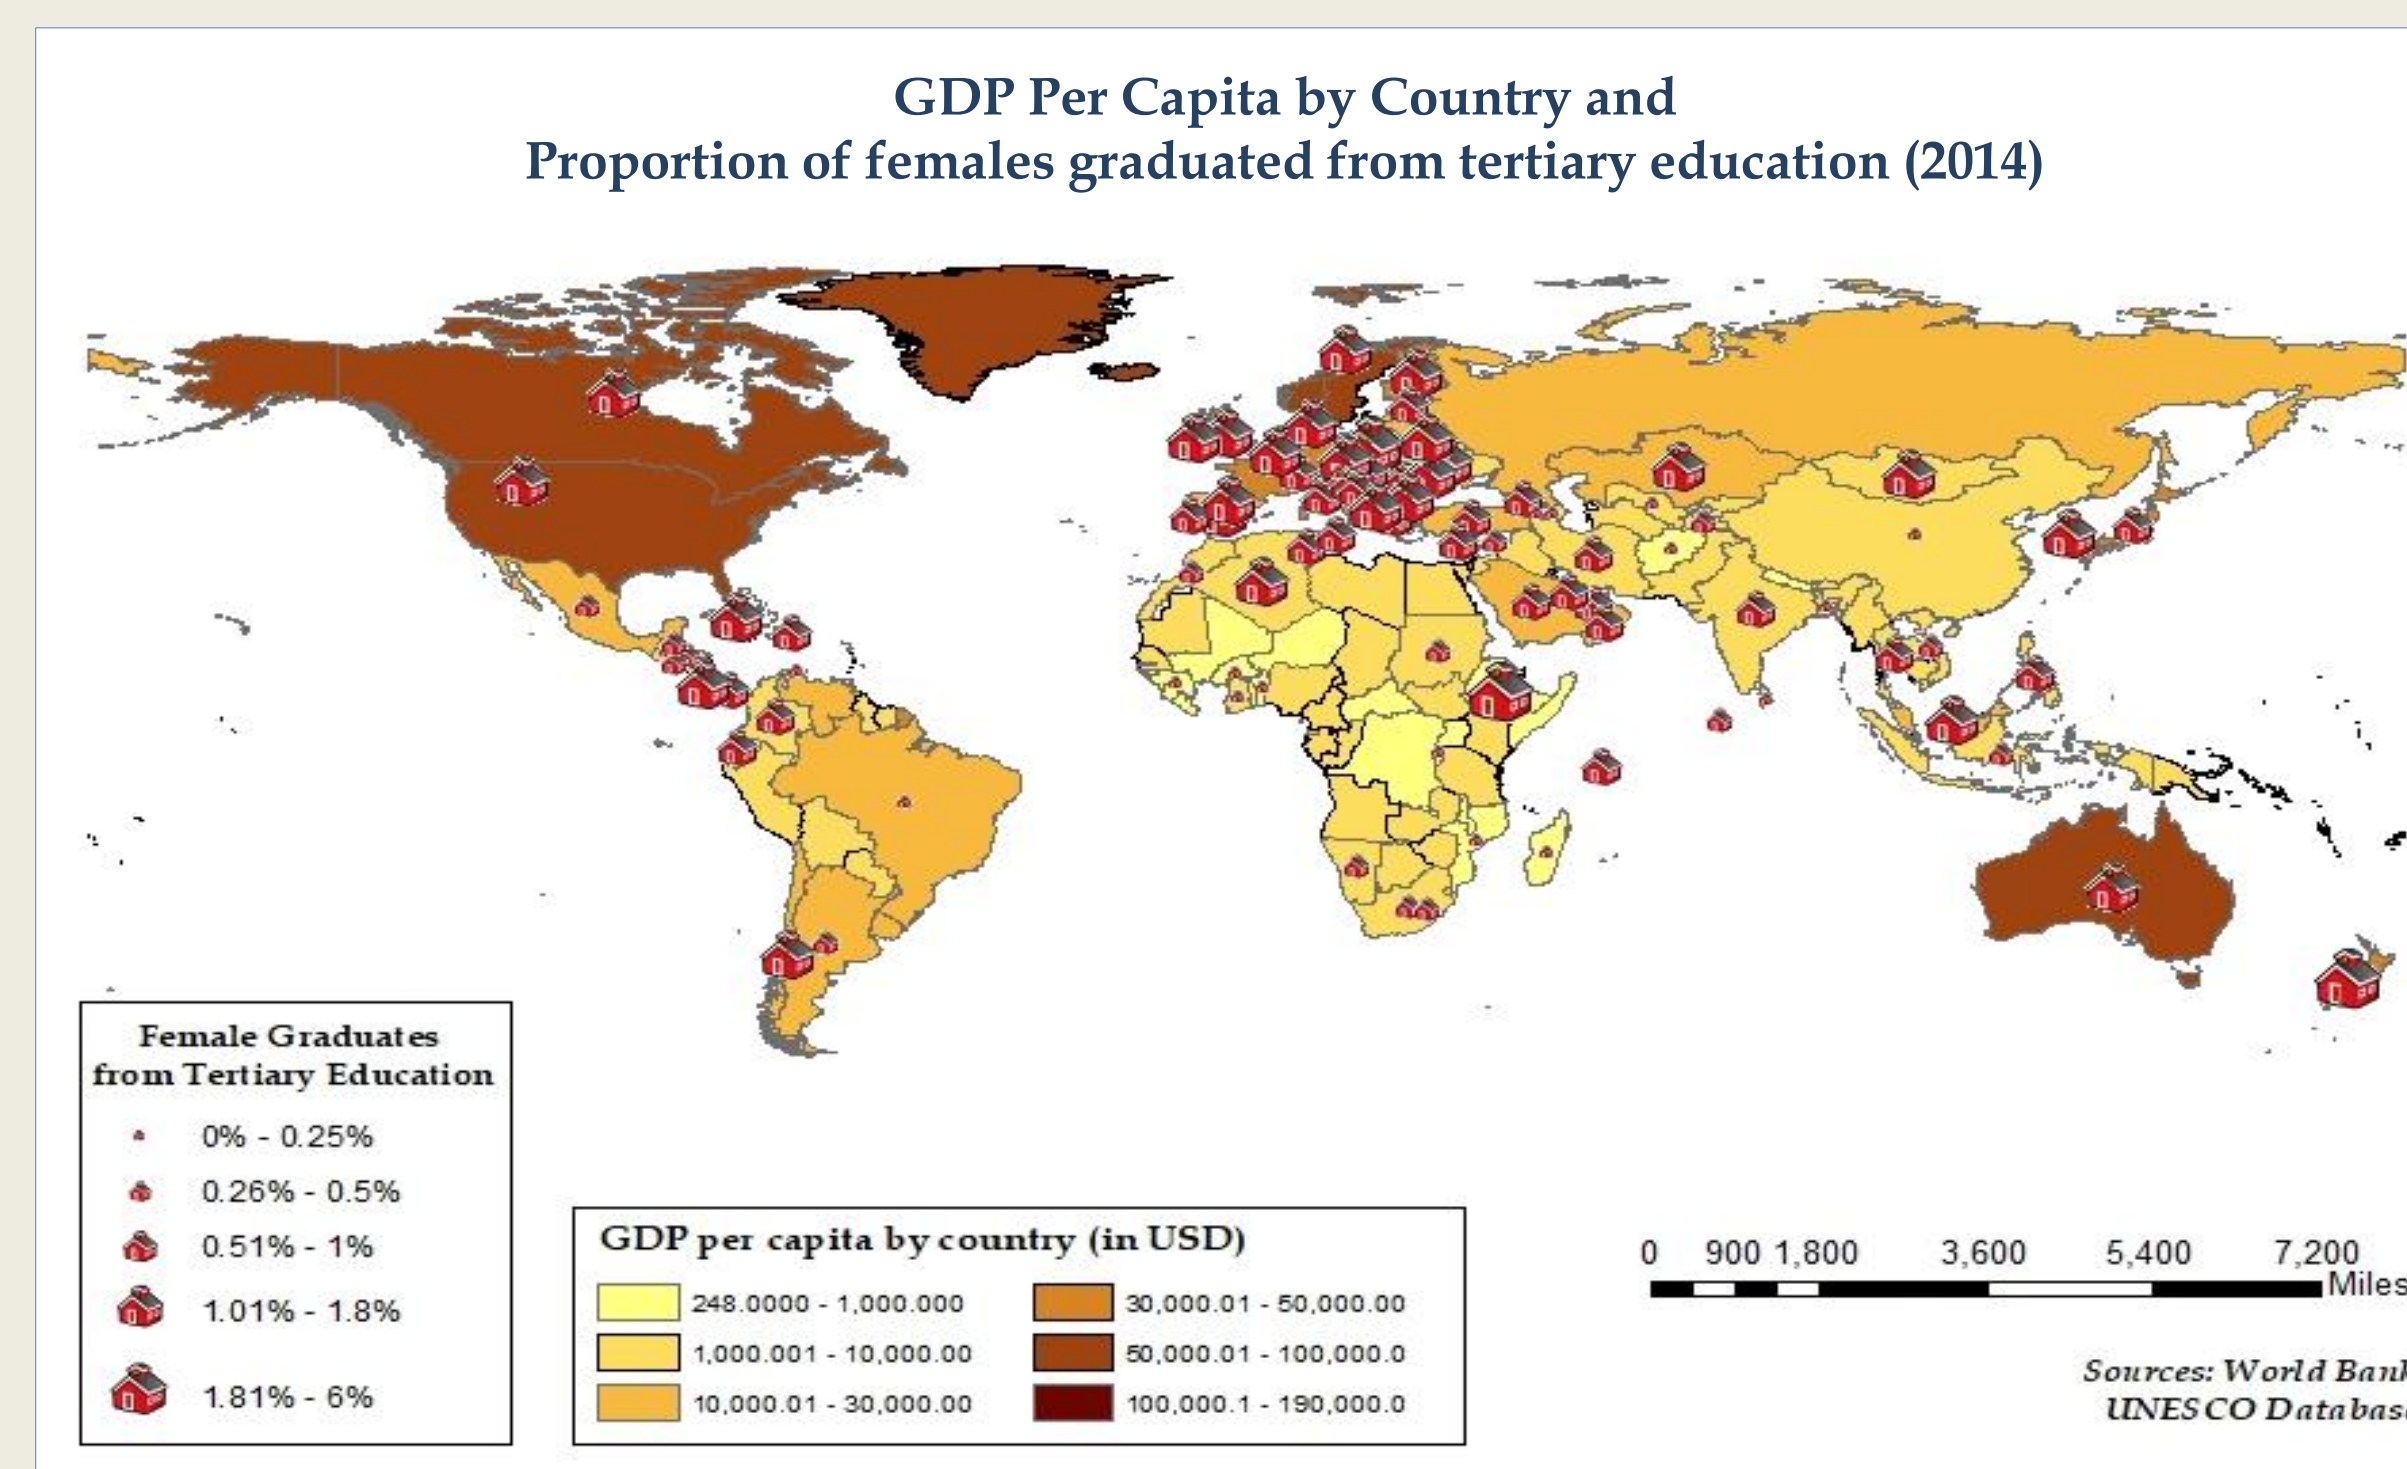 GDP Per Capita by Country and
Proportion of females graduated from tertiary education (2014)
Female Graduates
from Tertiary Education
0% - 0.25%
0.26% - 0.5%
0.51% - 1%
1.01% - 1.8%
1.81% - 6%
GDP per capita by country (in USD)
248.0000 - 1,000.000
1,000.001 - 10,000.00
10,000.01 - 30,000.00
30,000.01 - 50,000.00
50,000.01 - 100,000.0
100,000.1 - 190,000.0
0 900 1,800 3,600 5,400 7,200
Miles
Sources: World Bank
UNESCO Database